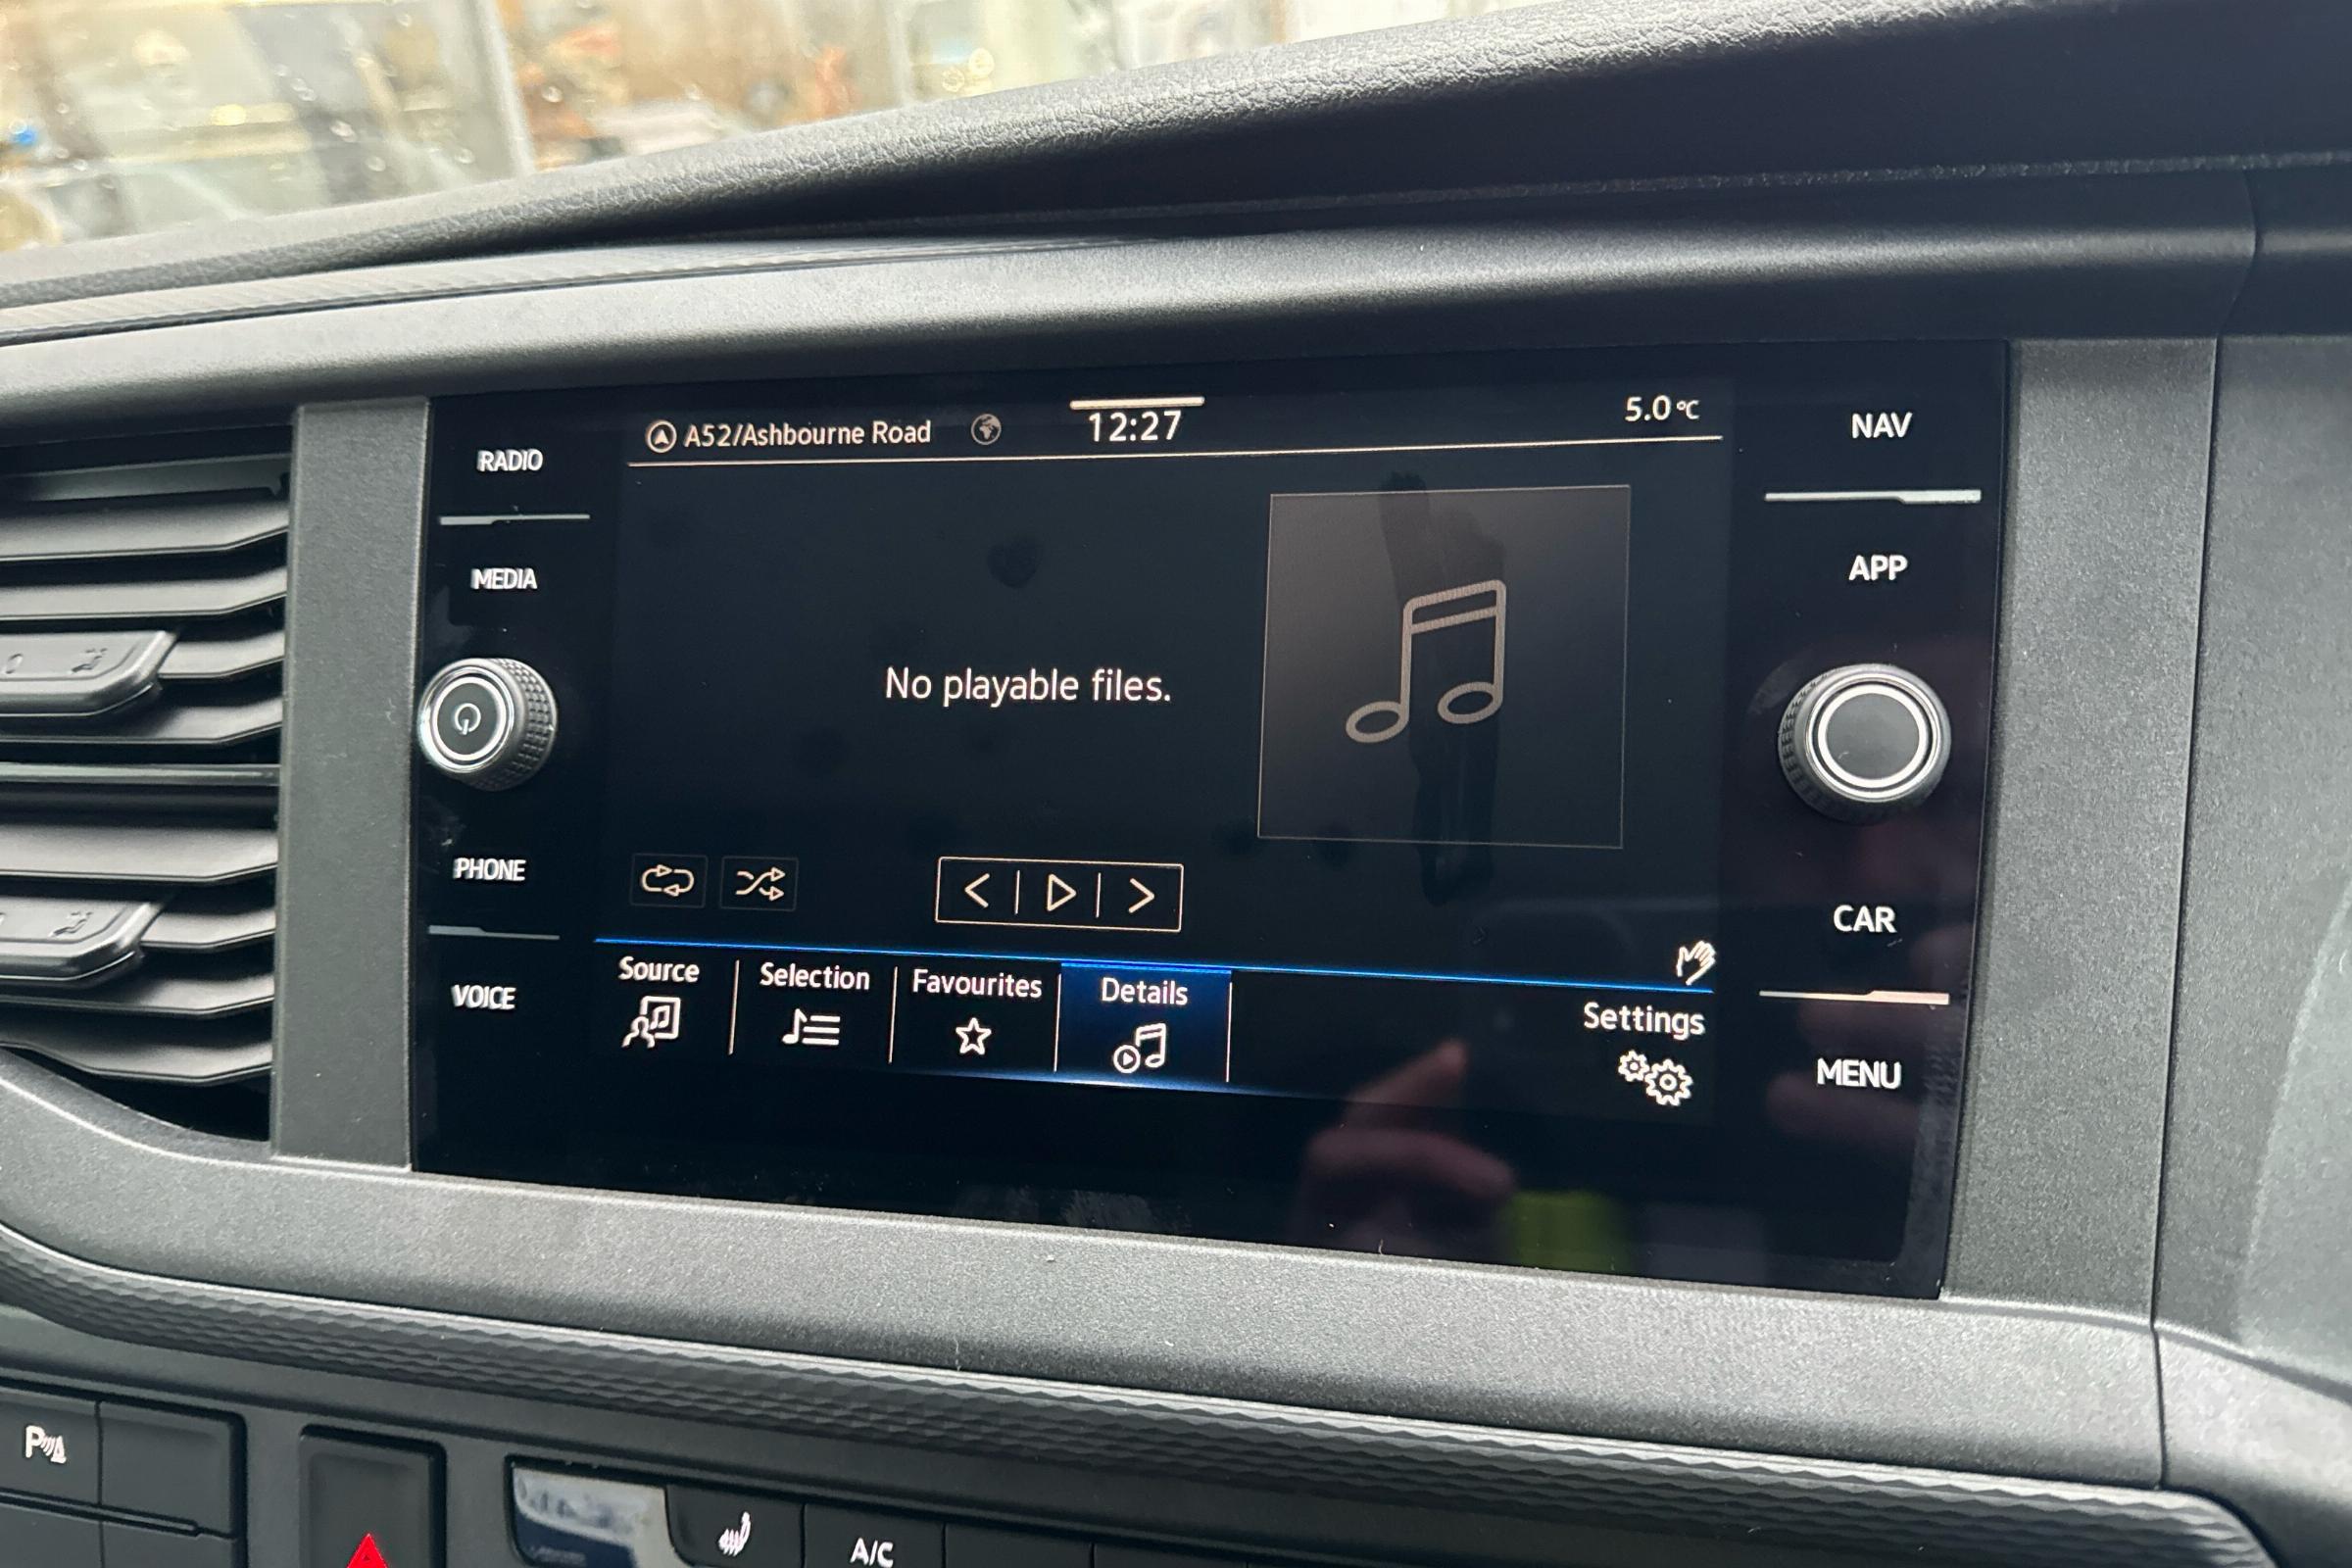 RADIO
MEDIA
PHONE
VOICE
A52/Ashbourne Road
12:27
5.0 °C
No playable files.
Source
Selection
Favourites
Details
Settings
NAV
APP
CAR
MENU
P
A/C